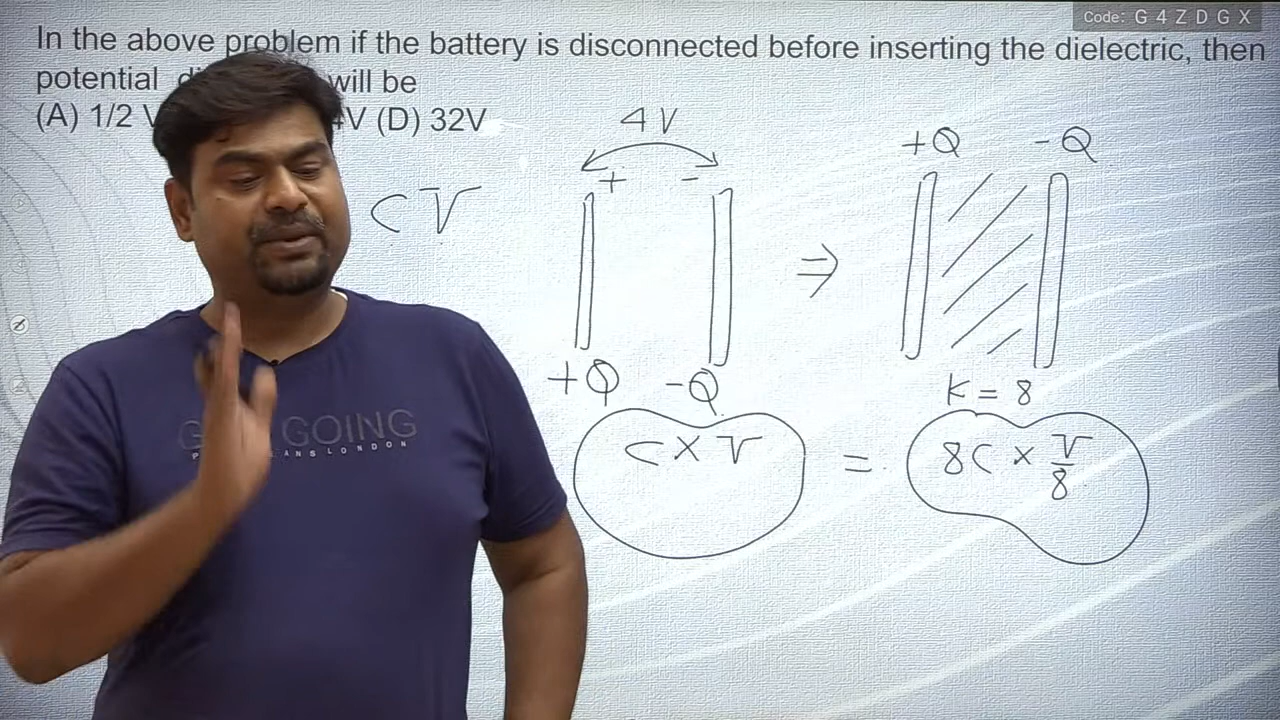 Code: G 4 Z D G X
In the above problem if the battery is disconnected before inserting the dielectric, then
potential will be
(A) 1/2 V (D) 32V
CV
4V
+ -
+Q -Q
⇒
+Q -Q
K = 8
C × V = 8C × V/8
GOING
LONDON